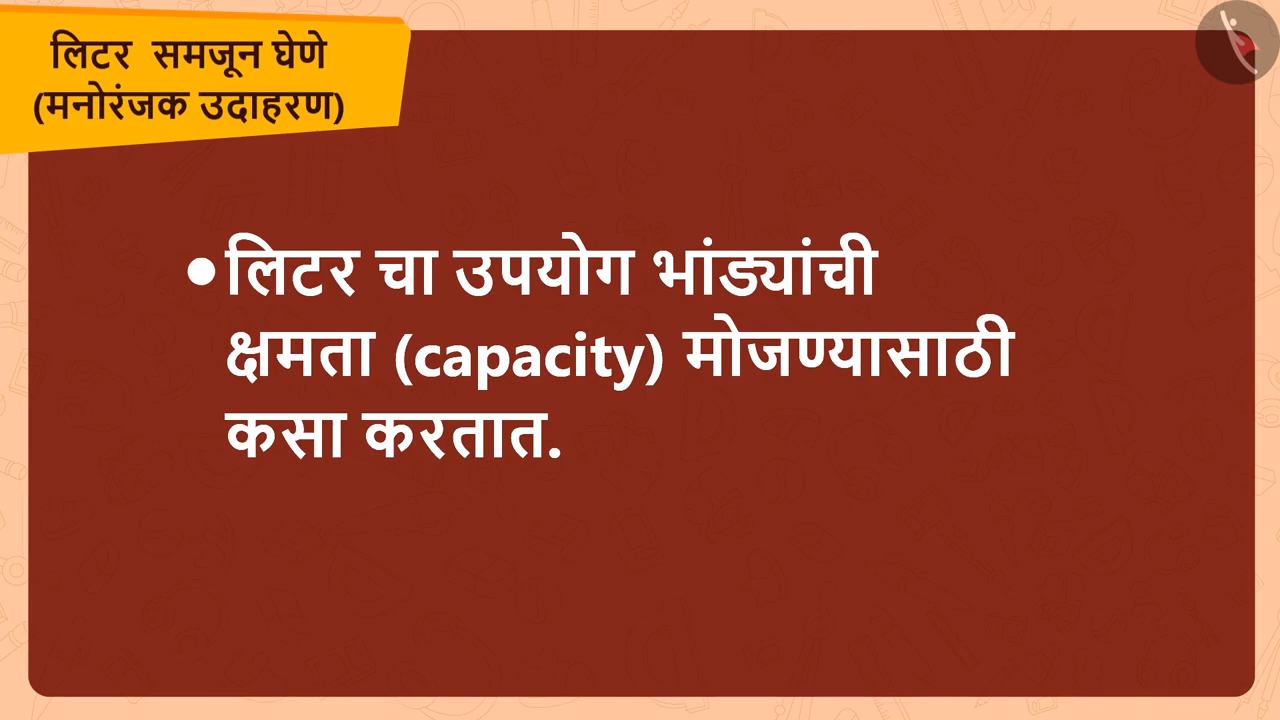 लिटर समजून घेणे
(मनोरंजक उदाहरण)
•लिटर चा उपयोग भांड्यांची
क्षमता (capacity) मोजण्यासाठी
कसा करतात.